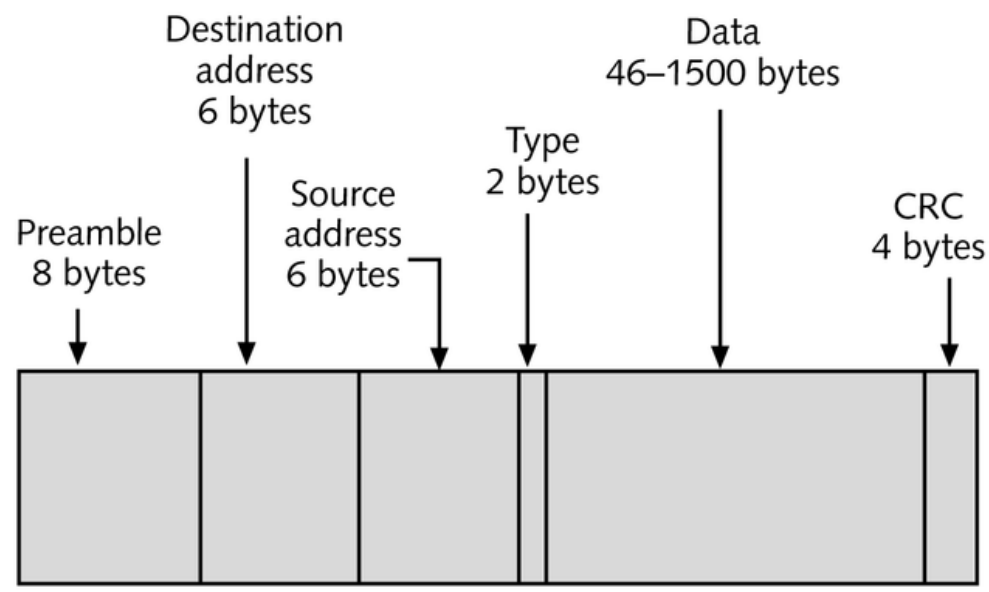 Preamble
8 bytes
Destination
address
6 bytes
Source
address
6 bytes
Type
2 bytes
Data
46–1500 bytes
CRC
4 bytes